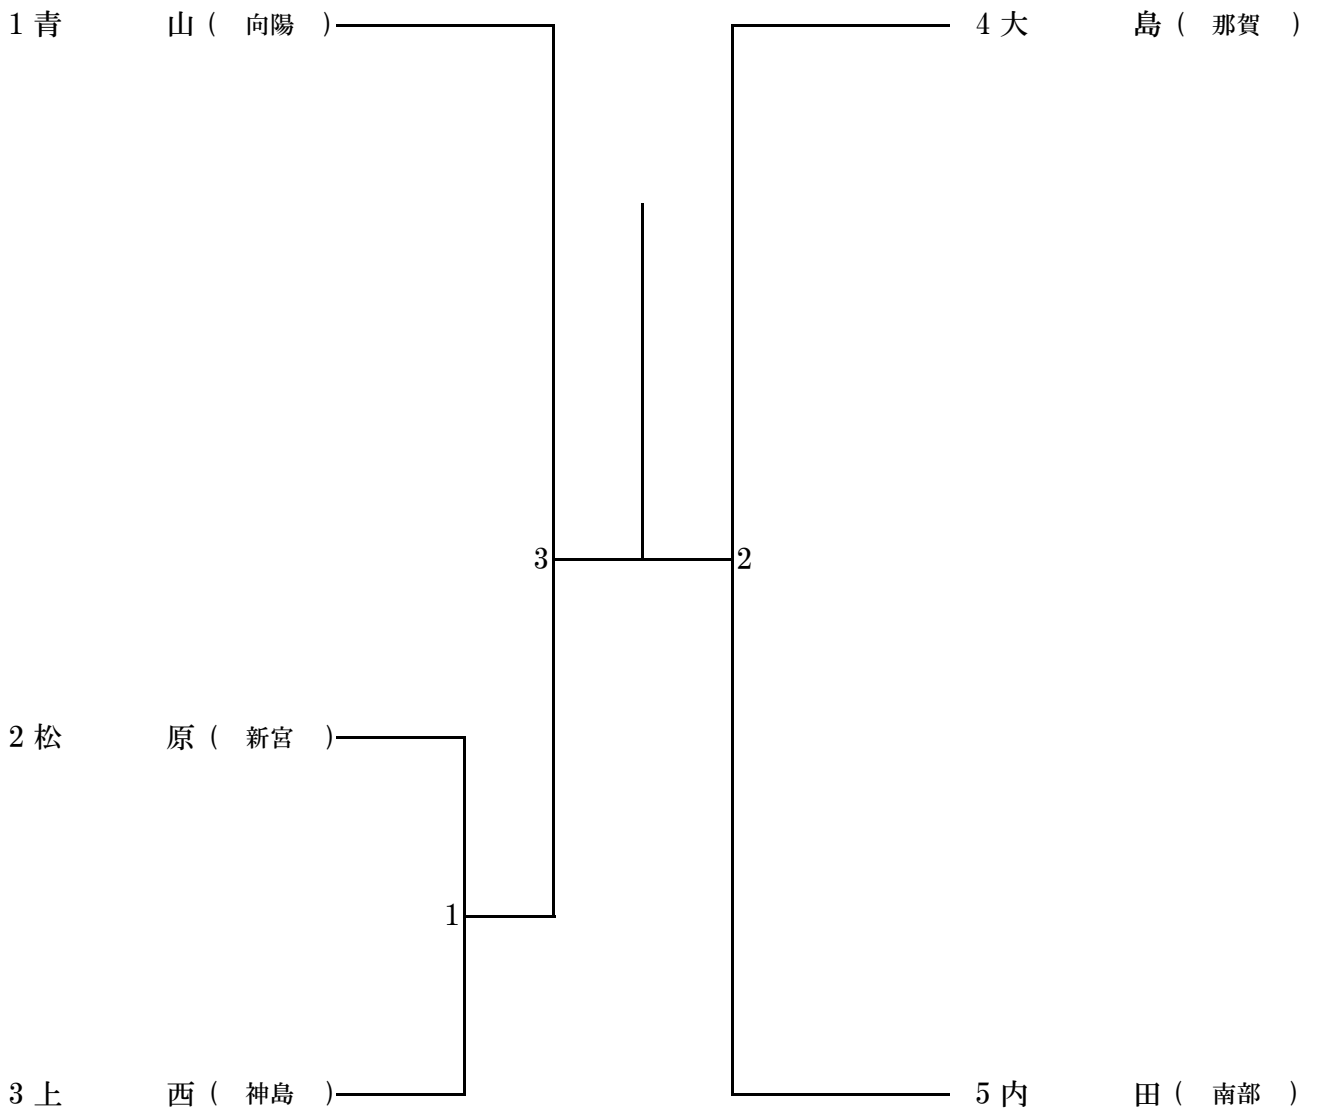 1 青 山 ( 向陽 )
2 松 原 ( 新宮 )
3 上 西 ( 神島 )
1
3
2
4 大 島 ( 那賀 )
5 内 田 ( 南部 )